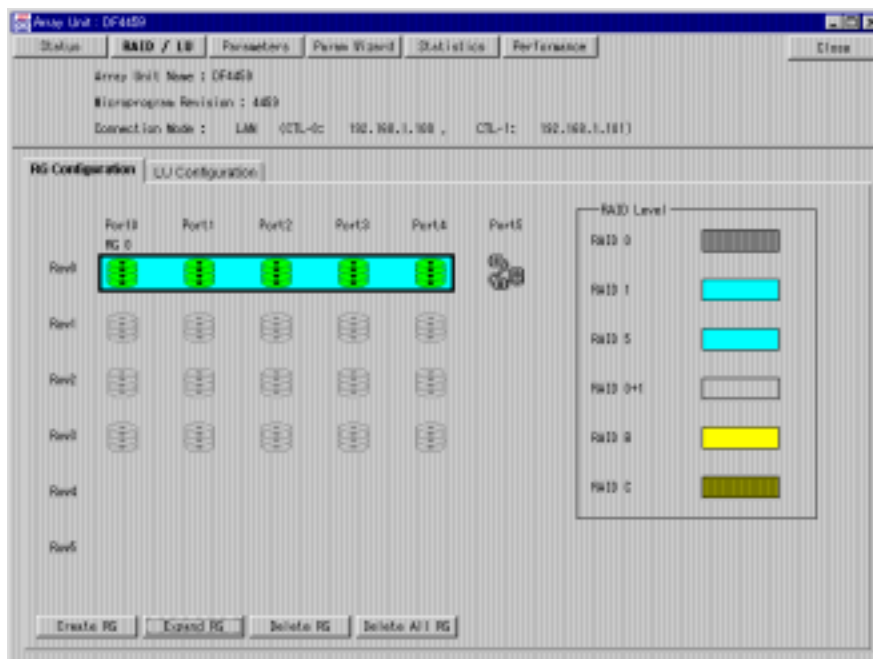 Array Unit : DF4459
Status RAID / LU Parameters Param Wizard Statistics Performance Close
Array Unit Name : DF4459
Microprogram Revision : 4459
Connection Mode : LAN (CTL-0: 192.168.1.100 , CTL-1: 192.168.1.101)
RG Configuration LU Configuration
Port0 Port1 Port2 Port3 Port4 Port5
RG 0
Row0
Row1
Row2
Row3
Row4
Row5
RAID Level
RAID 0
RAID 1
RAID 5
RAID 0+1
RAID
RAID C
Create RG Expand RG Delete RG Delete All RG